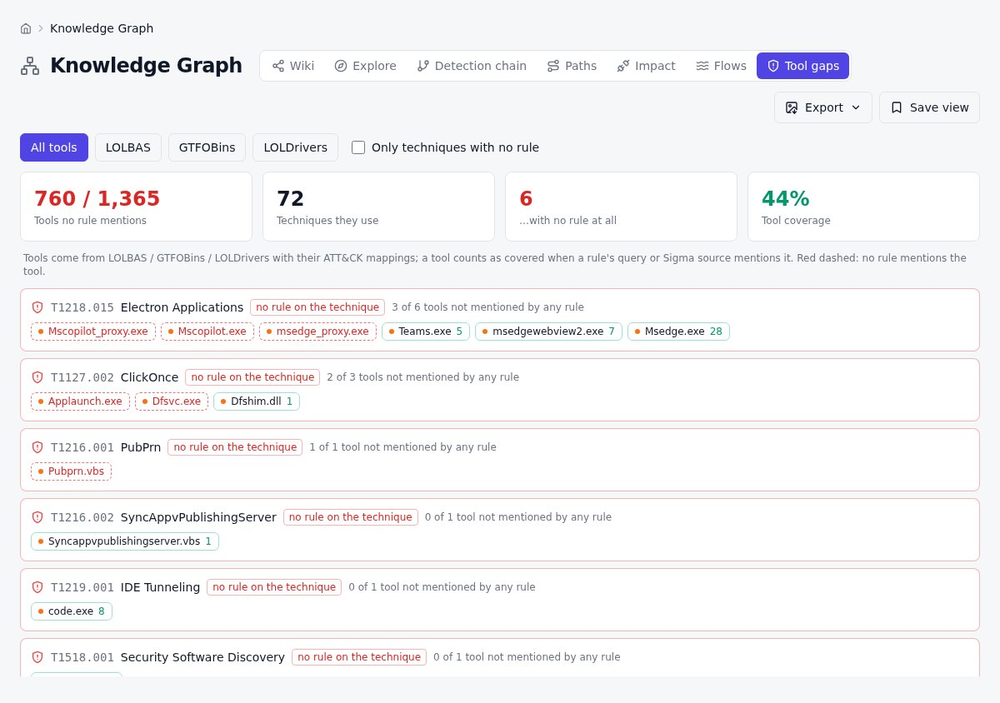 Knowledge Graph
Knowledge Graph
Wiki
Explore
Detection chain
Paths
Impact
Flows
Tool gaps
Export
Save view
All tools
LOLBAS
GTFOBins
LOLDrivers
Only techniques with no rule
760 / 1,365
Tools no rule mentions
72
Techniques they use
6
...with no rule at all
44%
Tool coverage
Tools come from LOLBAS / GTFOBins / LOLDrivers with their ATT&CK mappings; a tool counts as covered when a rule's query or Sigma source mentions it. Red dashed: no rule mentions the
tool.
T1218.015 Electron Applications no rule on the technique 3 of 6 tools not mentioned by any rule
Mscopilot_proxy.exe Mscopilot.exe msedge_proxy.exe Teams.exe 5 msedgewebview2.exe 7 Msedge.exe 28
T1127.002 ClickOnce no rule on the technique 2 of 3 tools not mentioned by any rule
Applaunch.exe Dfsvc.exe Dfshim.dll 1
T1216.001 PubPrn no rule on the technique 1 of 1 tool not mentioned by any rule
Pubprn.vbs
T1216.002 SyncAppvPublishingServer no rule on the technique 0 of 1 tool not mentioned by any rule
Syncappvpublishingserver.vbs 1
T1219.001 IDE Tunneling no rule on the technique 0 of 1 tool not mentioned by any rule
code.exe 8
T1518.001 Security Software Discovery no rule on the technique 0 of 1 tool not mentioned by any rule